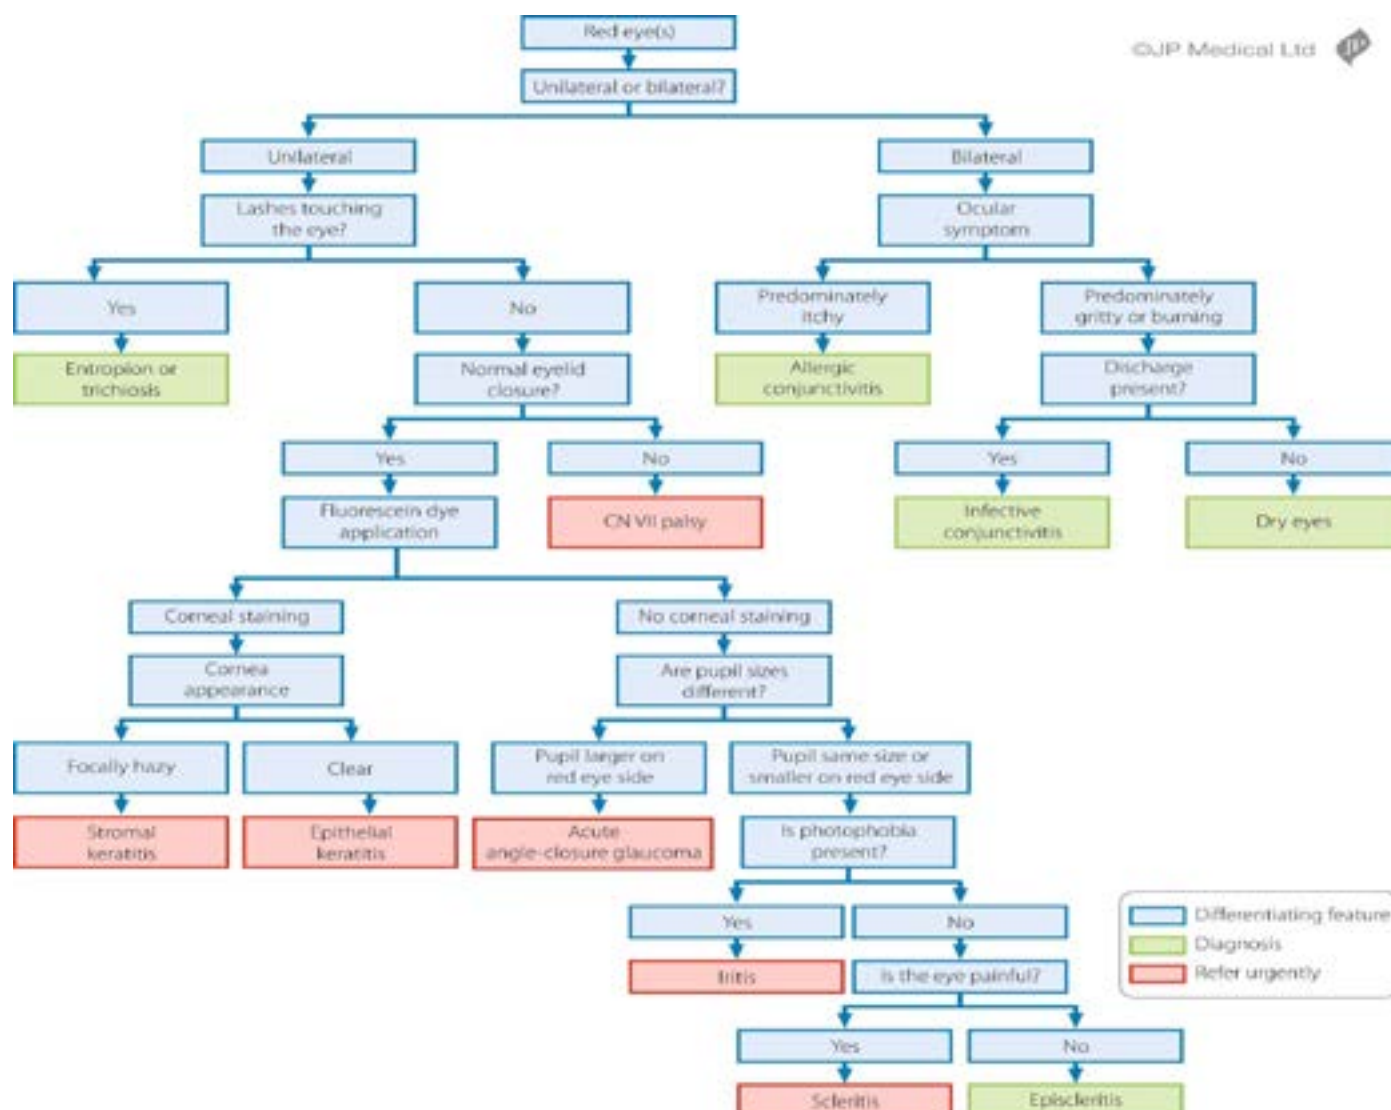 Red eye(s)
©JP Medical Ltd
Unilateral or bilateral?
Unilateral
Bilateral
Lashes touching
the eye?
Ocular
symptom
Yes
No
Predominately
itchy
Predominately
gritty or burning
Entropion or
trichiosis
Normal eyelid
closure?
Allergic
conjunctivitis
Discharge
present?
Yes
No
Yes
No
Fluorescein dye
application
CN VII palsy
Infective
conjunctivitis
Dry eyes
Corneal staining
No corneal staining
Cornea
appearance
Are pupil sizes
different?
Focally hazy
Clear
Pupil larger on
red eye side
Pupil same size or
smaller on red eye side
Stromal
keratitis
Epithelial
keratitis
Acute
angle-closure glaucoma
Is photophobia
present?
Yes
No
Iritis
Is the eye painful?
Yes
No
Scleritis
Episcleritis
Differentiating feature
Diagnosis
Refer urgently